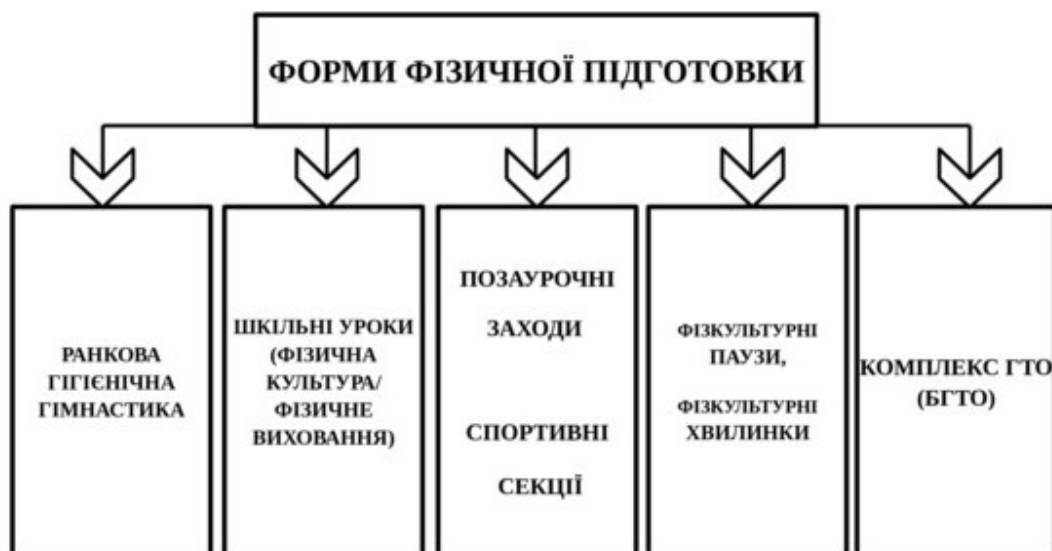 ФОРМИ ФІЗИЧНОЇ ПІДГОТОВКИ
РАНКОВА
ГІГІЄНІЧНА
ГІМНАСТИКА
ШКІЛЬНІ УРОКИ
(ФІЗИЧНА
КУЛЬТУРА/
ФІЗИЧНЕ
ВИХОВАННЯ)
ПОЗАУРОЧНІ
ЗАХОДИ
СПОРТИВНІ
СЕКЦІЇ
ФІЗКУЛЬТУРНІ
ПАУЗИ,
ФІЗКУЛЬТУРНІ
ХВИЛИНКИ
КОМПЛЕКС ГТО
(БГТО)